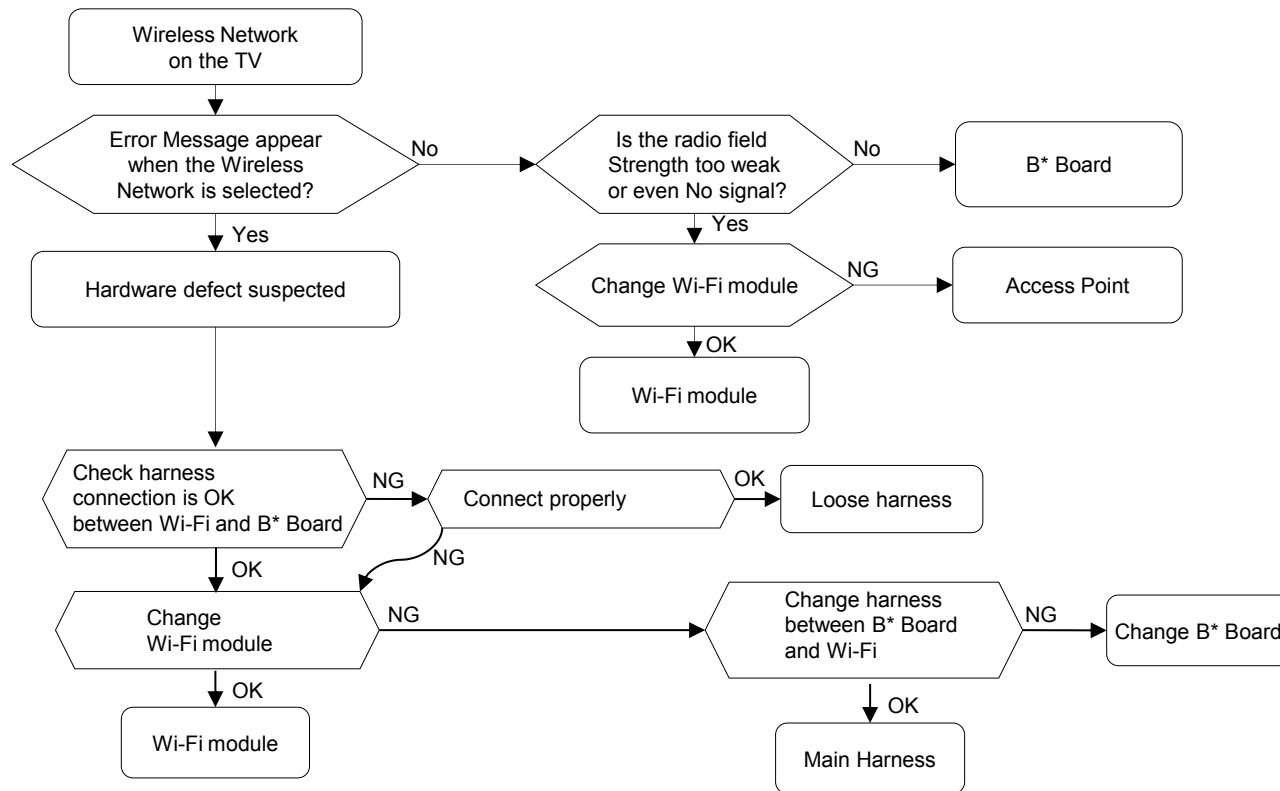 Wireless Network
on the TV
Error Message appear
when the Wireless
Network is selected?
No
Is the radio field
Strength too weak
or even No signal?
No
B* Board
Yes
Hardware defect suspected
Yes
Change Wi-Fi module
NG
Access Point
OK
Wi-Fi module
Check harness
connection is OK
between Wi-Fi and B* Board
NG
Connect properly
OK
Loose harness
NG
OK
Change
Wi-Fi module
NG
Change harness
between B* Board
and Wi-Fi
NG
Change B* Board
OK
Wi-Fi module
OK
Main Harness